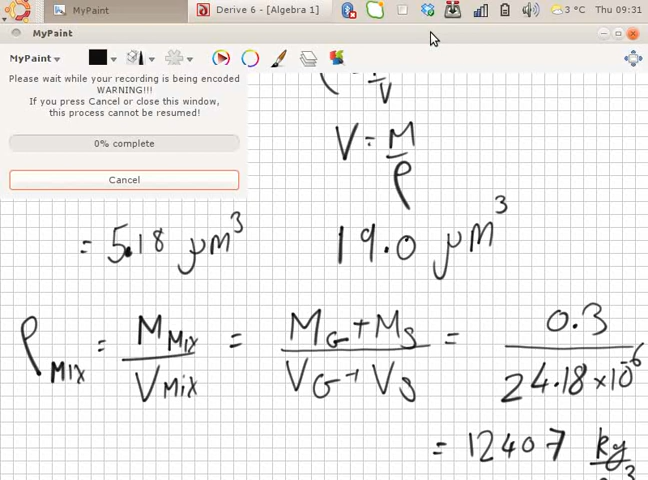 MyPaint
Derive 6 - [Algebra 1]
3 °C Thu 09:31
MyPaint
MyPaint
Please wait while your recording is being encoded
WARNING!!!
If you press Cancel or close this window,
this process cannot be resumed!
0% complete
Cancel
V
V = M/ρ
= 5.18 μm³ 19.0 μm³
ρMIX = MMIX/VMIX = MG+MS/VG+VS = 0.3/24.18×10⁻⁶
= 12407 kg/
3